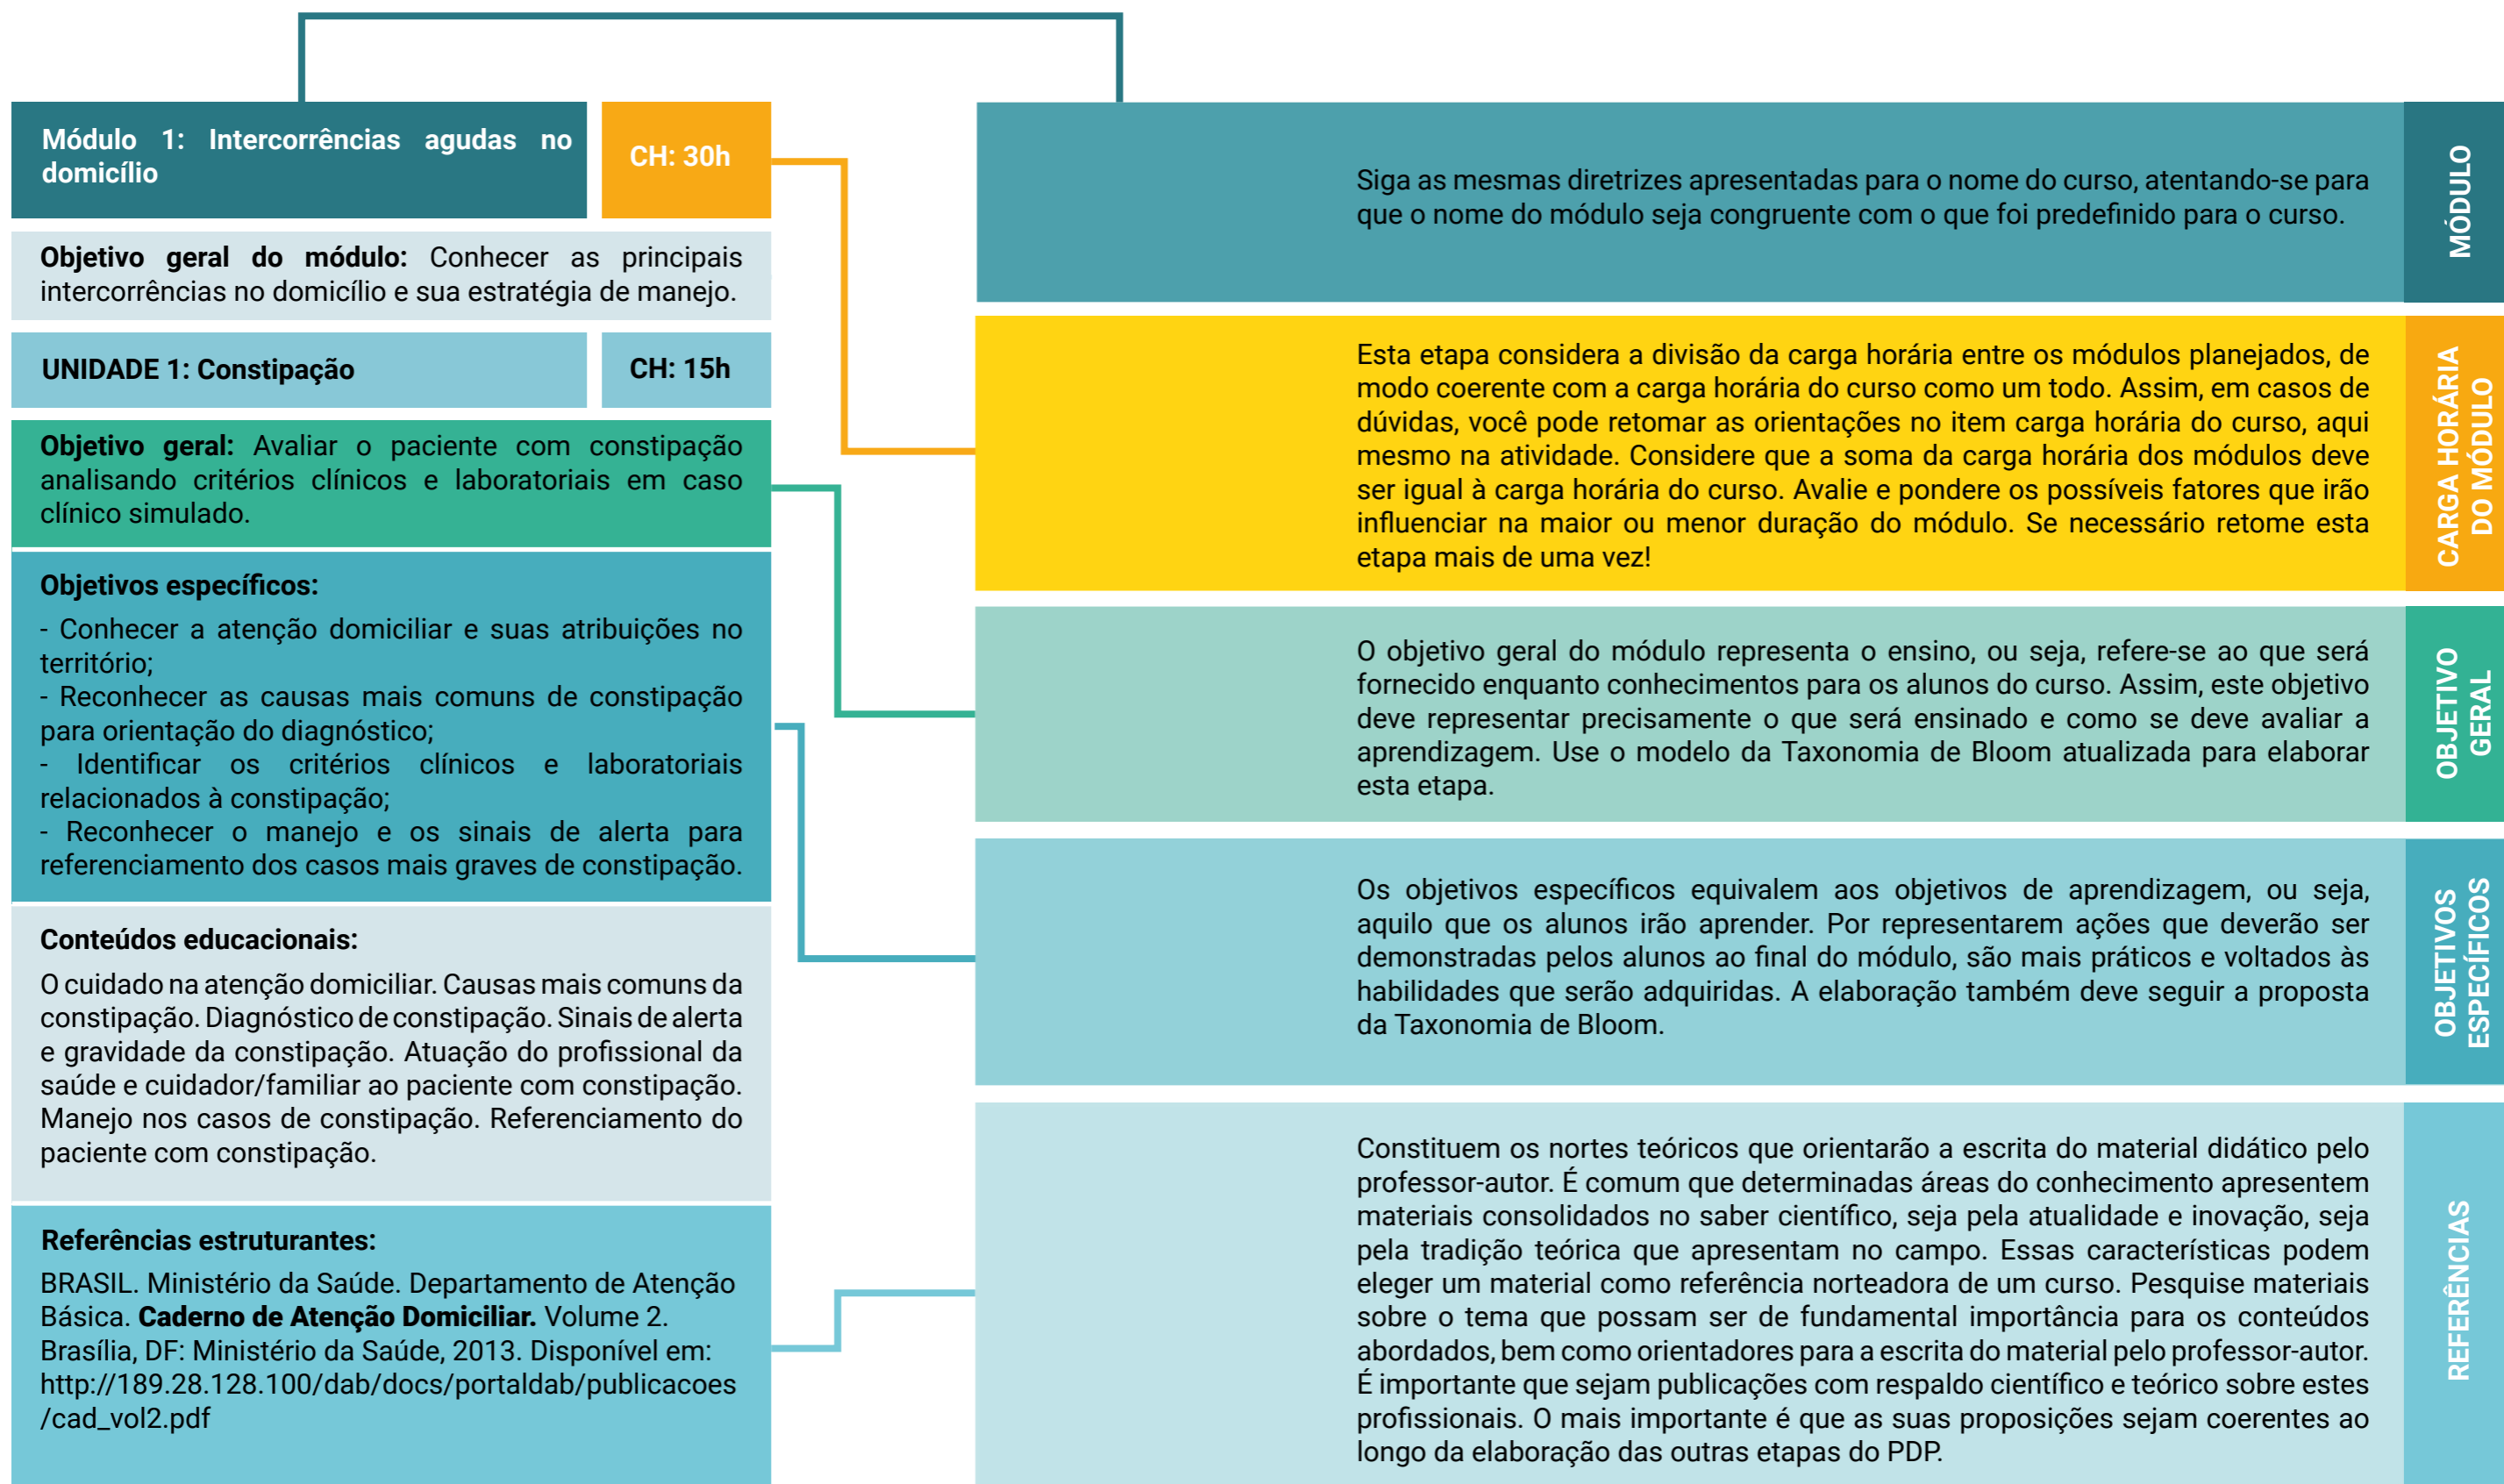 Módulo 1: Intercorrências agudas no
domicílio
CH: 30h
Objetivo geral do módulo: Conhecer as principais
intercorrências no domicílio e sua estratégia de manejo.
UNIDADE 1: Constipação
CH: 15h
Objetivo geral: Avaliar o paciente com constipação
analisando critérios clínicos e laboratoriais em caso
clínico simulado.
Objetivos específicos:
- Conhecer a atenção domiciliar e suas atribuições no
território;
- Reconhecer as causas mais comuns de constipação
para orientação do diagnóstico;
- Identificar os critérios clínicos e laboratoriais
relacionados à constipação;
- Reconhecer o manejo e os sinais de alerta para
referenciamento dos casos mais graves de constipação.
Conteúdos educacionais:
O cuidado na atenção domiciliar. Causas mais comuns da
constipação. Diagnóstico de constipação. Sinais de alerta
e gravidade da constipação. Atuação do profissional da
saúde e cuidador/familiar ao paciente com constipação.
Manejo nos casos de constipação. Referenciamento do
paciente com constipação.
Referências estruturantes:
BRASIL. Ministério da Saúde. Departamento de Atenção
Básica. Caderno de Atenção Domiciliar. Volume 2.
Brasília, DF: Ministério da Saúde, 2013. Disponível em:
http://189.28.128.100/dab/docs/portaldab/publicacoes
/cad_vol2.pdf
Siga as mesmas diretrizes apresentadas para o nome do curso, atentando-se para
que o nome do módulo seja congruente com o que foi predefinido para o curso.
MÓDULO
Esta etapa considera a divisão da carga horária entre os módulos planejados, de
modo coerente com a carga horária do curso como um todo. Assim, em casos de
dúvidas, você pode retomar as orientações no item carga horária do curso, aqui
mesmo na atividade. Considere que a soma da carga horária dos módulos deve
ser igual à carga horária do curso. Avalie e pondere os possíveis fatores que irão
influenciar na maior ou menor duração do módulo. Se necessário retome esta
etapa mais de uma vez!
CARGA HORÁRIA
DO MÓDULO
O objetivo geral do módulo representa o ensino, ou seja, refere-se ao que será
fornecido enquanto conhecimentos para os alunos do curso. Assim, este objetivo
deve representar precisamente o que será ensinado e como se deve avaliar a
aprendizagem. Use o modelo da Taxonomia de Bloom atualizada para elaborar
esta etapa.
OBJETIVO
GERAL
Os objetivos específicos equivalem aos objetivos de aprendizagem, ou seja,
aquilo que os alunos irão aprender. Por representarem ações que deverão ser
demonstradas pelos alunos ao final do módulo, são mais práticos e voltados às
habilidades que serão adquiridas. A elaboração também deve seguir a proposta
da Taxonomia de Bloom.
OBJETIVOS
ESPECÍFICOS
Constituem os nortes teóricos que orientarão a escrita do material didático pelo
professor-autor. É comum que determinadas áreas do conhecimento apresentem
materiais consolidados no saber científico, seja pela atualidade e inovação, seja
pela tradição teórica que apresentam no campo. Essas características podem
eleger um material como referência norteadora de um curso. Pesquise materiais
sobre o tema que possam ser de fundamental importância para os conteúdos
abordados, bem como orientadores para a escrita do material pelo professor-autor.
É importante que sejam publicações com respaldo científico e teórico sobre estes
profissionais. O mais importante é que as suas proposições sejam coerentes ao
longo da elaboração das outras etapas do PDP.
REFERÊNCIAS